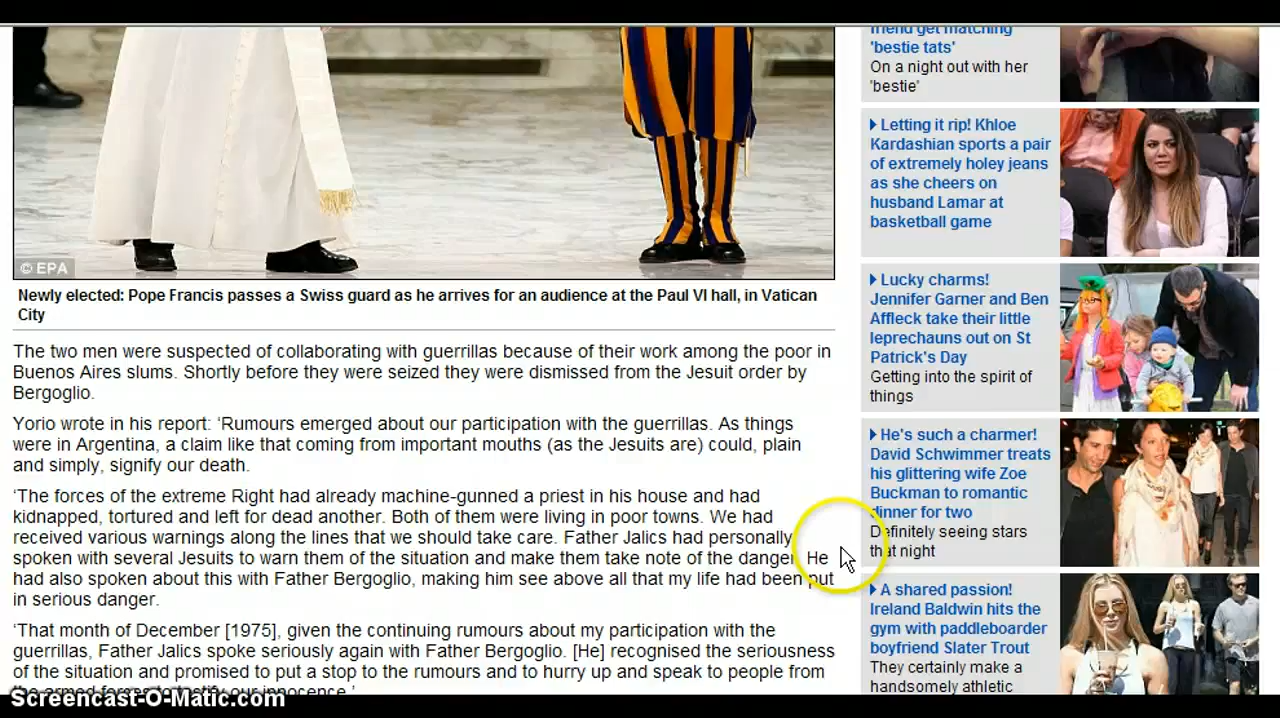 © EPA
Newly elected: Pope Francis passes a Swiss guard as he arrives for an audience at the Paul VI hall, in Vatican
City
The two men were suspected of collaborating with guerrillas because of their work among the poor in
Buenos Aires slums. Shortly before they were seized they were dismissed from the Jesuit order by
Bergoglio.
Yorio wrote in his report: ‘Rumours emerged about our participation with the guerrillas. As things
were in Argentina, a claim like that coming from important mouths (as the Jesuits are) could, plain
and simply, signify our death.
‘The forces of the extreme Right had already machine-gunned a priest in his house and had
kidnapped, tortured and left for dead another. Both of them were living in poor towns. We had
received various warnings along the lines that we should take care. Father Jalics had personally
spoken with several Jesuits to warn them of the situation and make them take note of the danger. He
had also spoken about this with Father Bergoglio, making him see above all that my life had been put
in serious danger.
‘That month of December [1975], given the continuing rumours about my participation with the
guerrillas, Father Jalics spoke seriously again with Father Bergoglio. [He] recognised the seriousness
of the situation and promised to put a stop to the rumours and to hurry up and speak to people from
the armed forces to testify our innocence.’
friend get matching
'bestie tats'
On a night out with her
'bestie'
Letting it rip! Khloe
Kardashian sports a pair
of extremely holey jeans
as she cheers on
husband Lamar at
basketball game
Lucky charms!
Jennifer Garner and Ben
Affleck take their little
leprechauns out on St
Patrick's Day
Getting into the spirit of
things
He's such a charmer!
David Schwimmer treats
his glittering wife Zoe
Buckman to romantic
dinner for two
Definitely seeing stars
that night
A shared passion!
Ireland Baldwin hits the
gym with paddleboarder
boyfriend Slater Trout
They certainly make a
handsomely athletic
Screencast-O-Matic.com